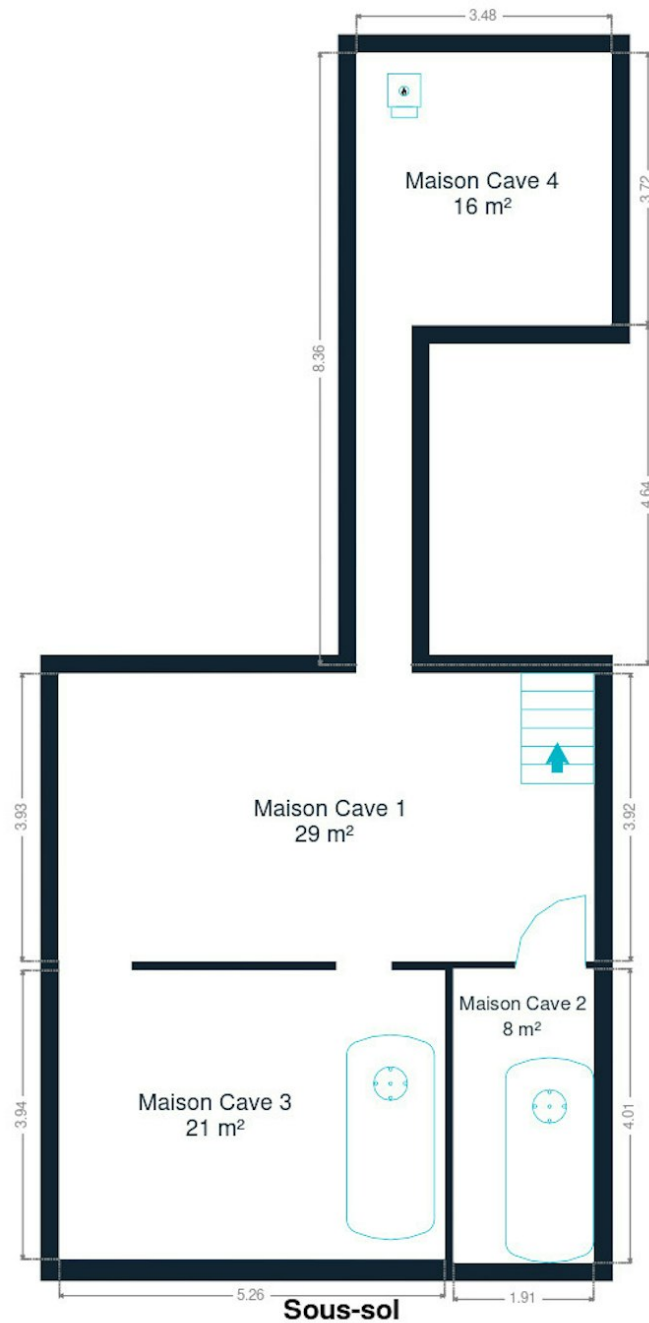 3.48
Maison Cave 4
16 m²
3.72
8.36
4.64
Maison Cave 1
29 m²
3.93
3.92
Maison Cave 2
8 m²
Maison Cave 3
21 m²
3.94
4.01
5.26
1.91
Sous-sol